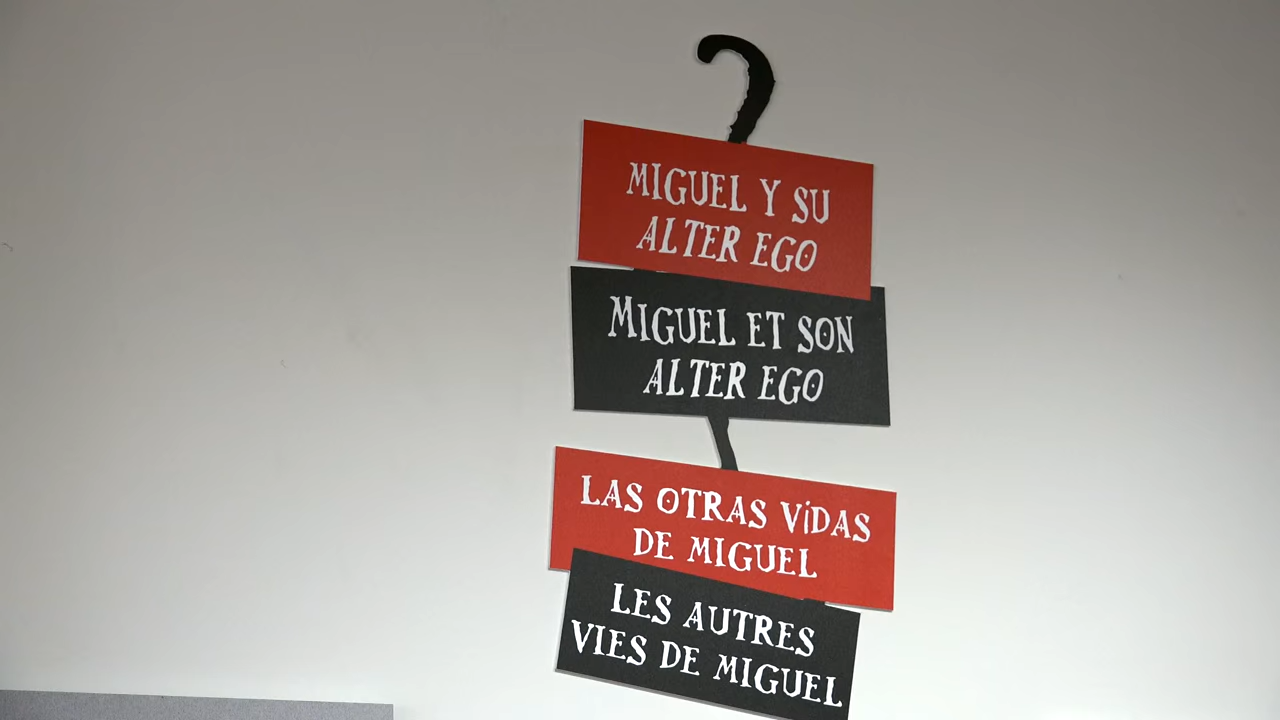 MIGUEL Y SU
ALTER EGO
MIGUEL ET SON
ALTER EGO
LAS OTRAS ViDAS
DE MIGUEL
LES AUTRES
VIES DE MIGUEL